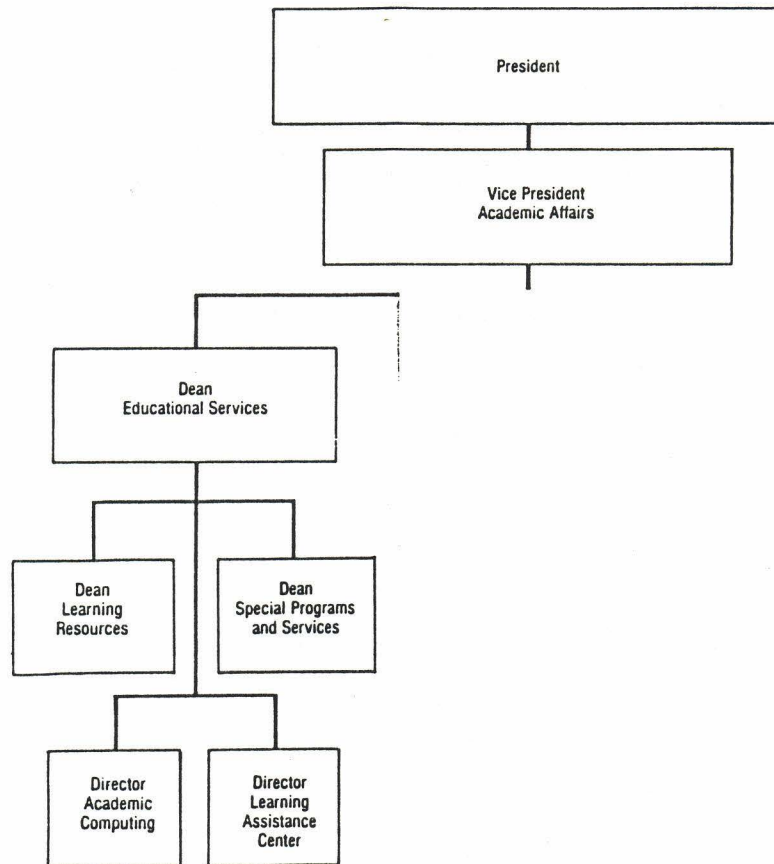 President
Vice President
Academic Affairs
Dean
Educational Services
Dean
Learning
Resources
Dean
Special Programs
and Services
Director
Academic
Computing
Director
Learning
Assistance
Center